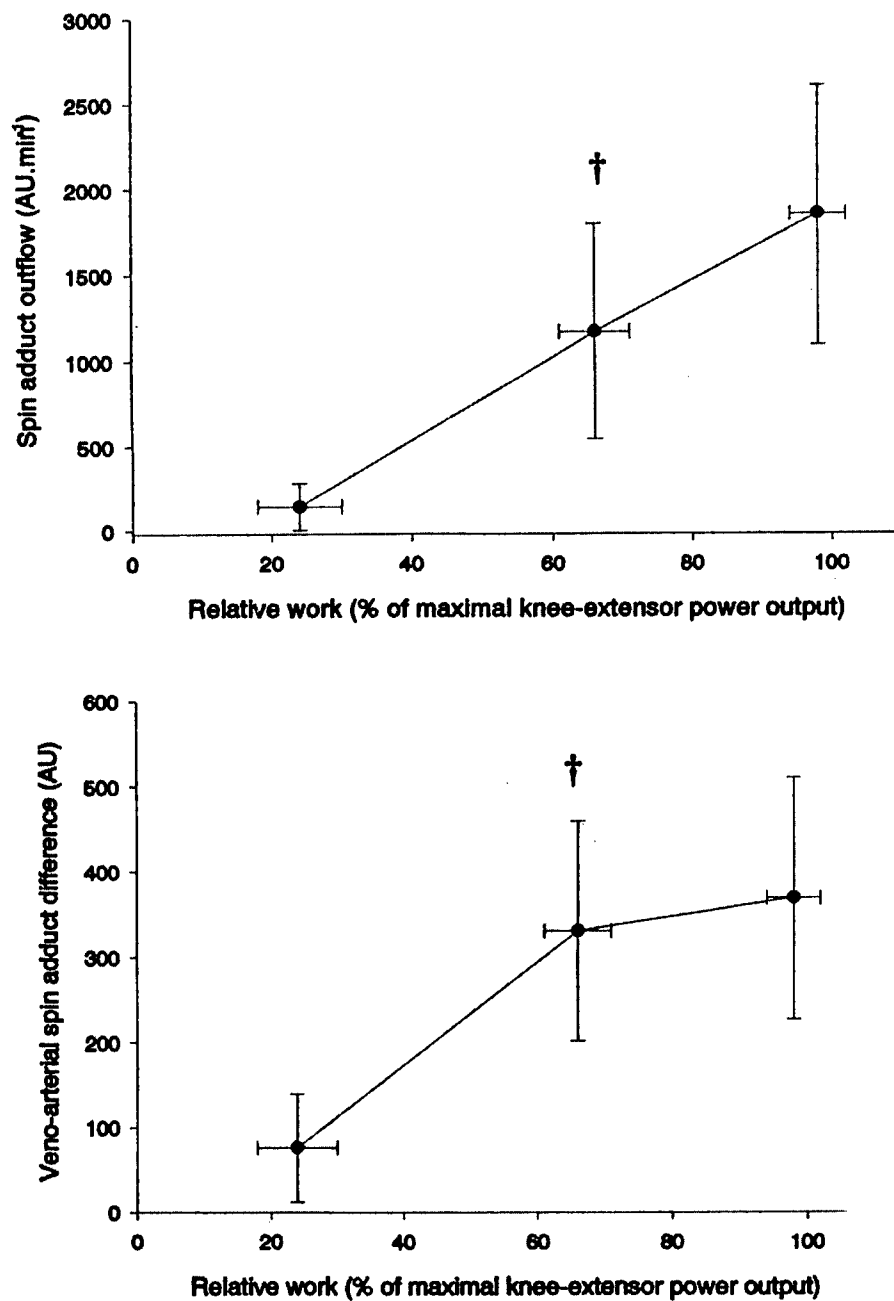 3000
2500
2000
1500
1000
500
0
Spin adduct outflow (AU.min¹)
†
0 20 40 60 80 100
Relative work (% of maximal knee-extensor power output)
600
500
400
300
200
100
0
Veno-arterial spin adduct difference (AU)
†
0 20 40 60 80 100
Relative work (% of maximal knee-extensor power output)